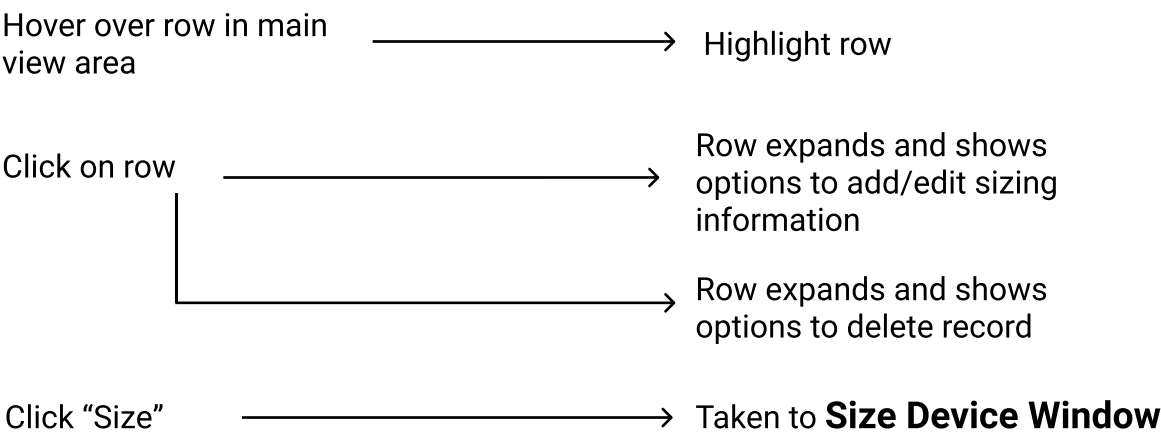 Hover over row in main
view area
Highlight row
Click on row
Row expands and shows
options to add/edit sizing
information
Row expands and shows
options to delete record
Click “Size”
Taken to Size Device Window